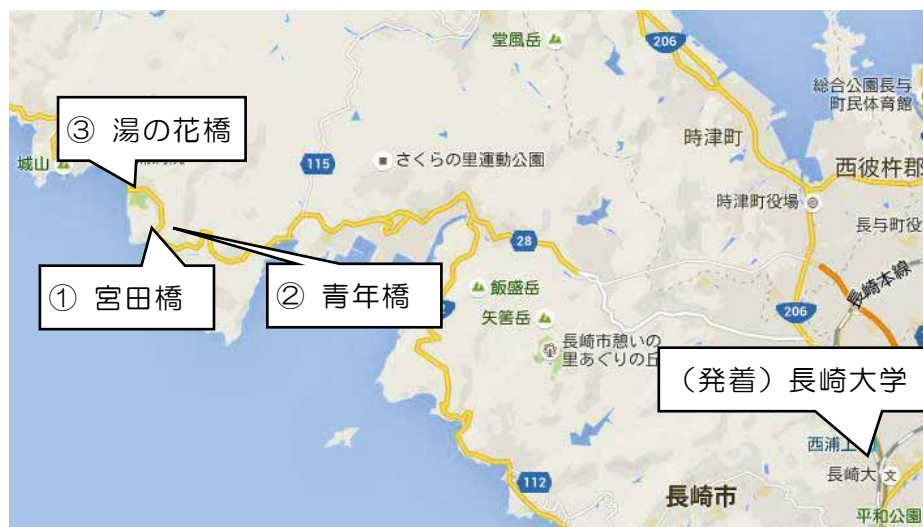 堂風岳
206
総合公園長与
町民体育館
③ 湯の花橋
時津町
城山
115
さくらの里運動公園
西彼杵郡
時津町役場
長与町役
28
① 宮田橋
② 青年橋
飯盛岳
長崎本線
206
矢筈岳
長崎市憩いの
里あぐりの丘
(発着)長崎大学
西浦上
長崎大
文
112
長崎市
平和公園